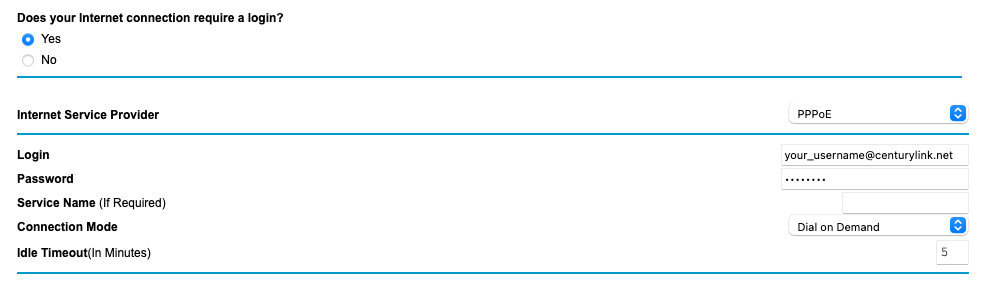 Does your Internet connection require a login?
Yes
No
Internet Service Provider PPPoE
Login your_username@centurylink.net
Password ••••••••
Service Name (If Required)
Connection Mode Dial on Demand
Idle Timeout(In Minutes) 5